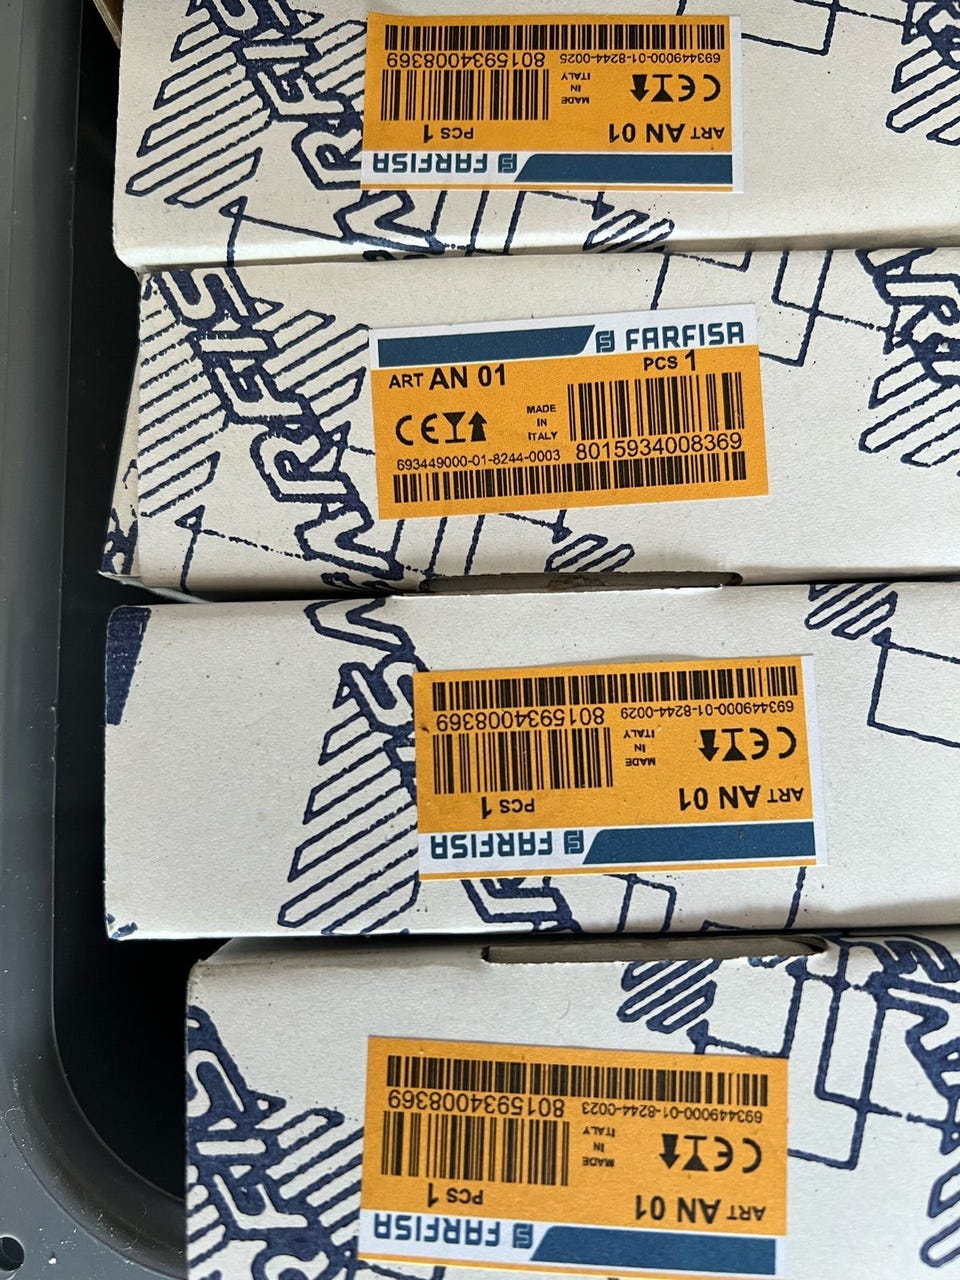 FARFISA
ART AN 01
PCS 1
MADE
IN
ITALY
693449000-01-8244-0025
8015934008369
FARFISA
ART AN 01
PCS 1
MADE
IN
ITALY
693449000-01-8244-0003
8015934008369
FARFISA
ART AN 01
PCS 1
MADE
IN
ITALY
693449000-01-8244-0029
8015934008369
FARFISA
ART AN 01
PCS 1
MADE
IN
ITALY
693449000-01-8244-0023
8015934008369